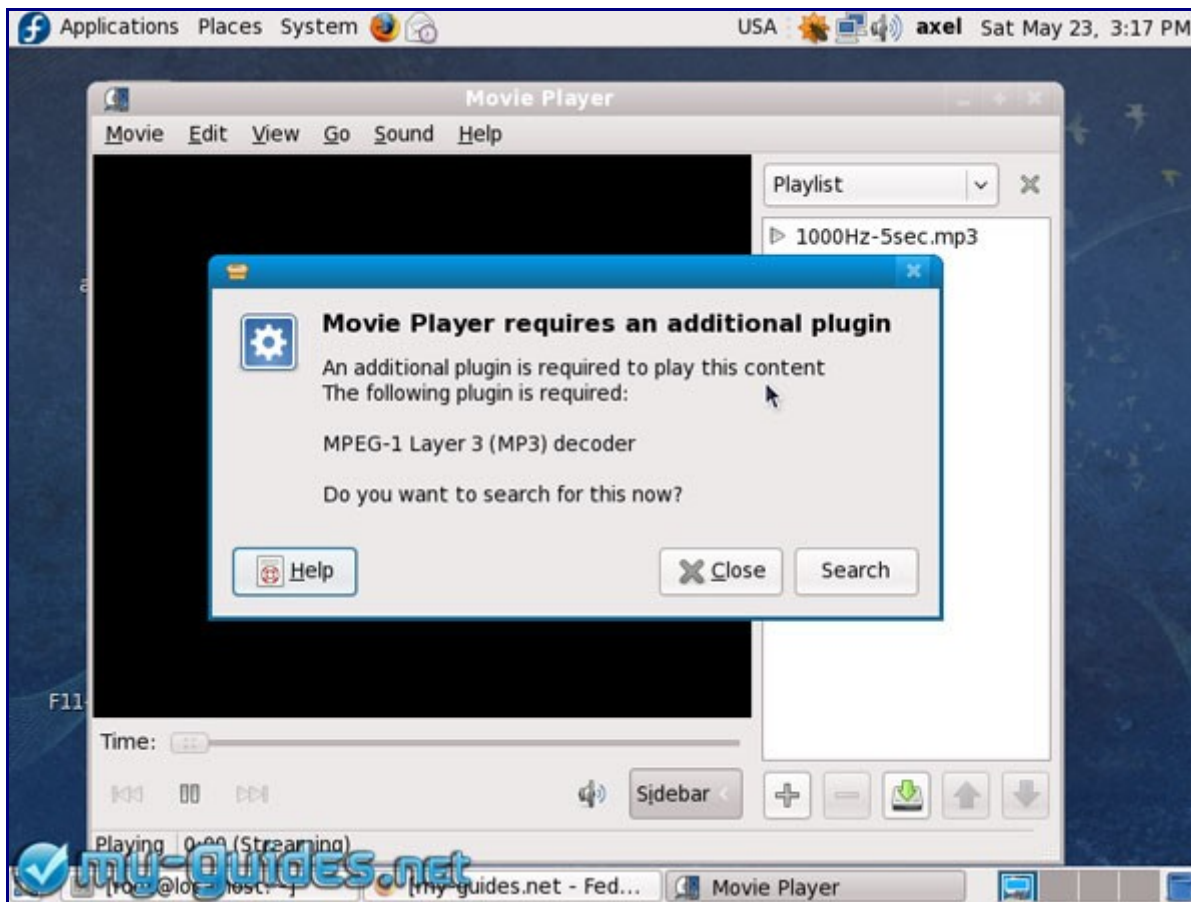 Applications Places System USA axel Sat May 23, 3:17 PM
Movie Player
Movie Edit View Go Sound Help
Playlist
1000Hz-5sec.mp3
Movie Player requires an additional plugin
An additional plugin is required to play this content
The following plugin is required:
MPEG-1 Layer 3 (MP3) decoder
Do you want to search for this now?
Help Close Search
F11-
Time:
Sidebar
Playing 0:00 (Streaming)
my-guides.net
[my-guides.net - Fed... Movie Player